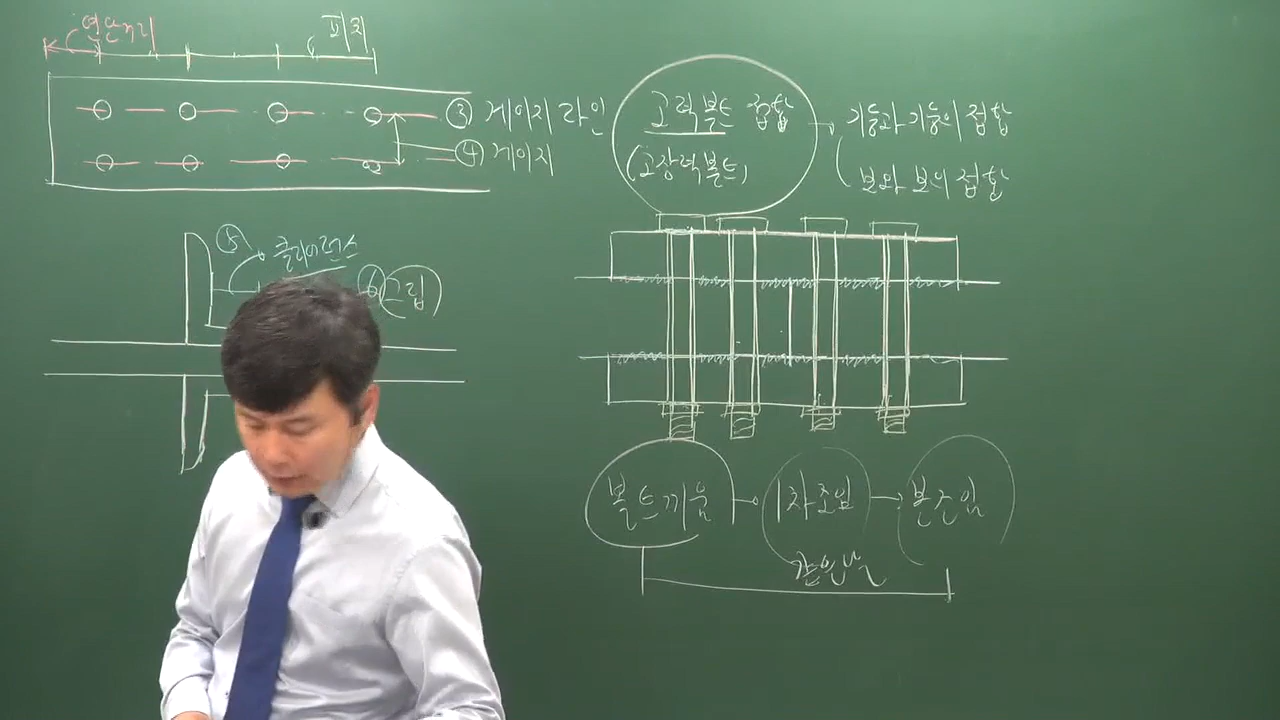 연단거리
피치
③ 게이지 라인
④ 게이지
⑤ 클리어런스
⑥ 그립
고력볼트 접합
(고장력볼트)
기둥과 기둥의 접합
보와 보의 접합
볼트끼움
1차조임
본조임
같은날